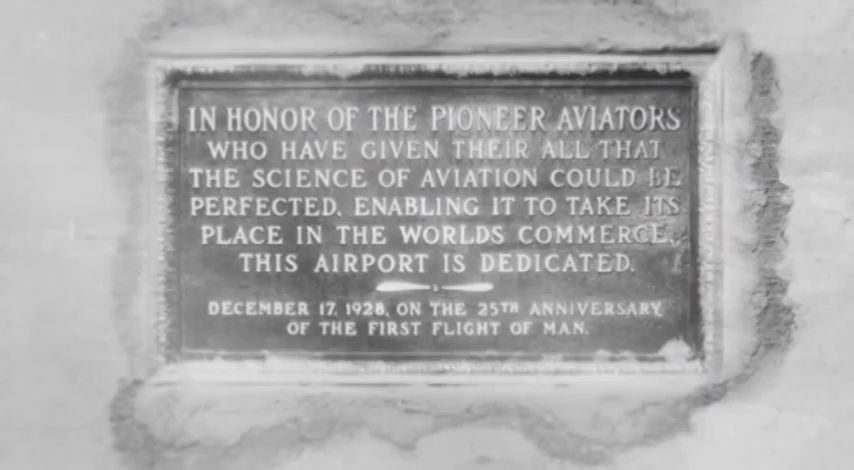 IN HONOR OF THE PIONEER AVIATORS
WHO HAVE GIVEN THEIR ALL THAT
THE SCIENCE OF AVIATION COULD BE
PERFECTED, ENABLING IT TO TAKE ITS
PLACE IN THE WORLDS COMMERCE,
THIS AIRPORT IS DEDICATED.
DECEMBER 17, 1928, ON THE 25TH ANNIVERSARY
OF THE FIRST FLIGHT OF MAN.